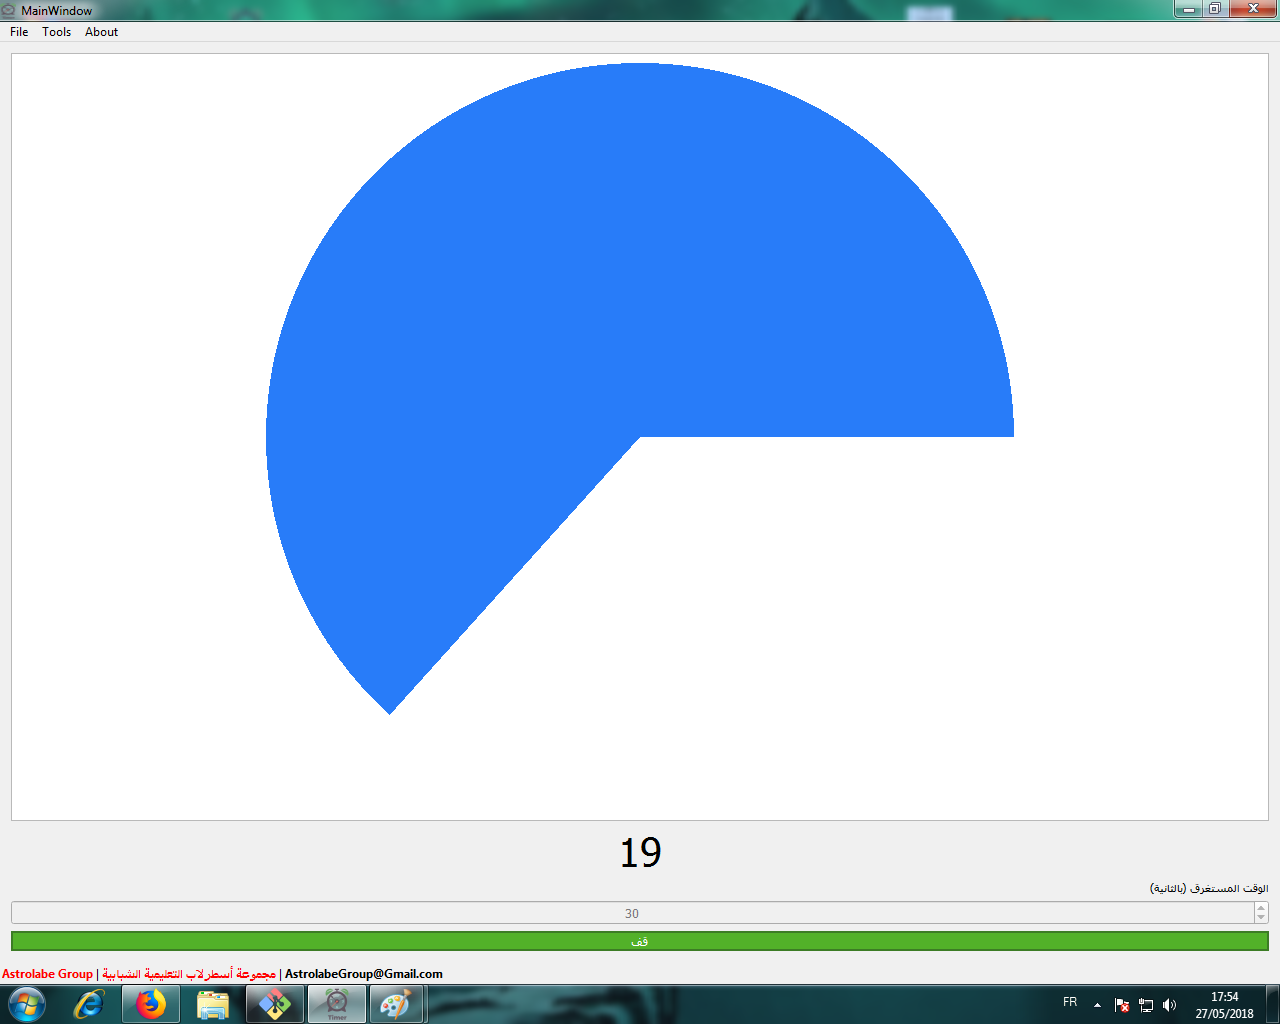 MainWindow
File Tools About
19
الوقت المستغرق (بالثانية)
30
قف
Astrolabe Group | مجموعة أسطرلاب التعليمية الشبابية | AstrolabeGroup@Gmail.com
Timer
FR
17:54
27/05/2018